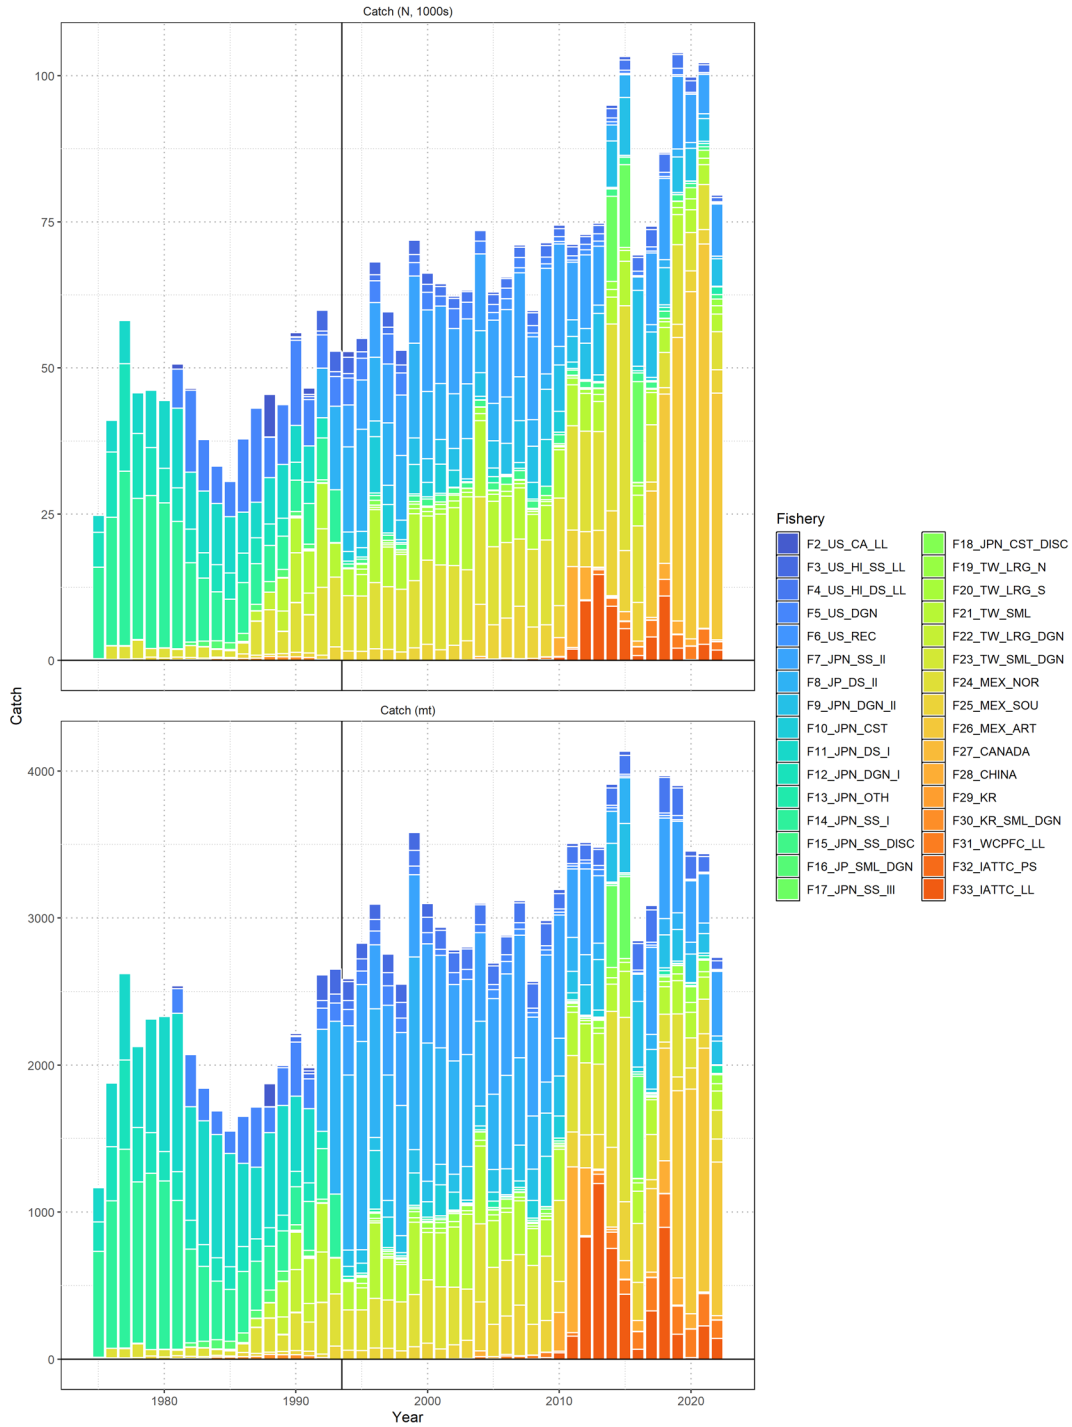 Catch (N, 1000s)
100
75
50
25
0
Catch (mt)
4000
3000
2000
1000
0
1980
1990
2000
2010
2020
Year
Catch
Fishery
F2_US_CA_LL
F3_US_HI_SS_LL
F4_US_HI_DS_LL
F5_US_DGN
F6_US_REC
F7_JPN_SS_II
F8_JP_DS_II
F9_JPN_DGN_II
F10_JPN_CST
F11_JPN_DS_I
F12_JPN_DGN_I
F13_JPN_OTH
F14_JPN_SS_I
F15_JPN_SS_DISC
F16_JP_SML_DGN
F17_JPN_SS_III
F18_JPN_CST_DISC
F19_TW_LRG_N
F20_TW_LRG_S
F21_TW_SML
F22_TW_LRG_DGN
F23_TW_SML_DGN
F24_MEX_NOR
F25_MEX_SOU
F26_MEX_ART
F27_CANADA
F28_CHINA
F29_KR
F30_KR_SML_DGN
F31_WCPFC_LL
F32_IATTC_PS
F33_IATTC_LL